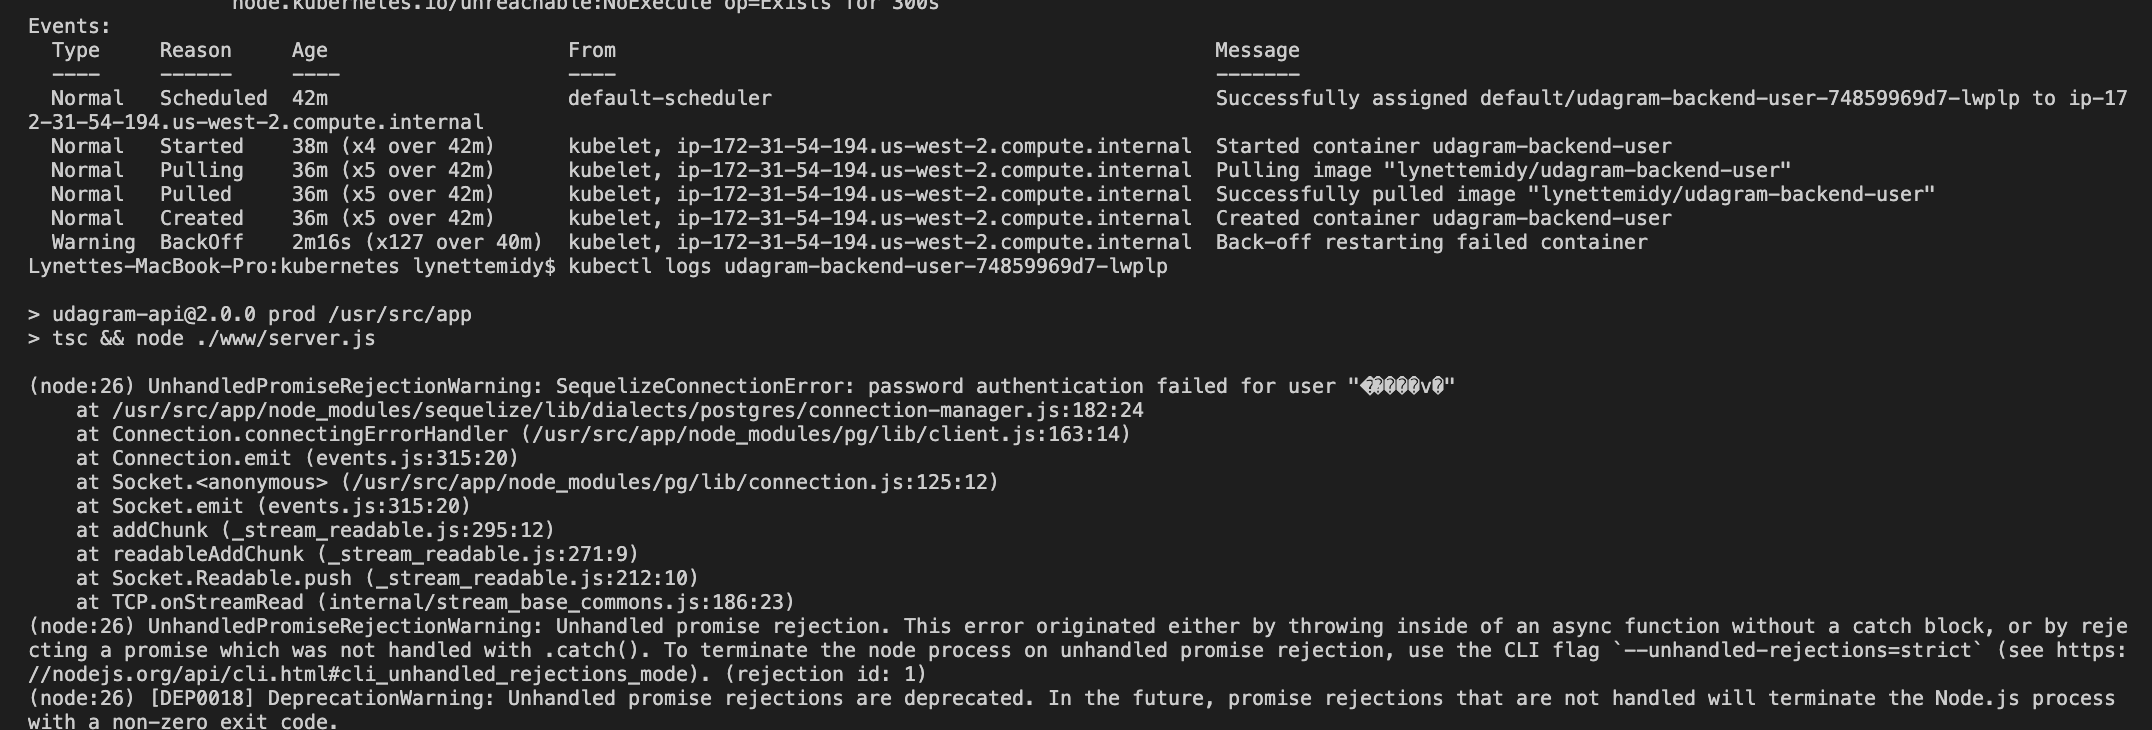 node.kubernetes.io/unreachable:NoExecute op=Exists for 300s
Events:
  Type     Reason     Age                   From                                                  Message
  ----     ------     ----                  ----                                                  -------
  Normal   Scheduled  42m                   default-scheduler                                     Successfully assigned default/udagram-backend-user-74859969d7-lwplp to ip-17
2-31-54-194.us-west-2.compute.internal
  Normal   Started    38m (x4 over 42m)     kubelet, ip-172-31-54-194.us-west-2.compute.internal  Started container udagram-backend-user
  Normal   Pulling    36m (x5 over 42m)     kubelet, ip-172-31-54-194.us-west-2.compute.internal  Pulling image "lynettemidy/udagram-backend-user"
  Normal   Pulled     36m (x5 over 42m)     kubelet, ip-172-31-54-194.us-west-2.compute.internal  Successfully pulled image "lynettemidy/udagram-backend-user"
  Normal   Created    36m (x5 over 42m)     kubelet, ip-172-31-54-194.us-west-2.compute.internal  Created container udagram-backend-user
  Warning  BackOff    2m16s (x127 over 40m)  kubelet, ip-172-31-54-194.us-west-2.compute.internal  Back-off restarting failed container
Lynettes-MacBook-Pro:kubernetes lynettemidy$ kubectl logs udagram-backend-user-74859969d7-lwplp

> udagram-api@2.0.0 prod /usr/src/app
> tsc && node ./www/server.js

(node:26) UnhandledPromiseRejectionWarning: SequelizeConnectionError: password authentication failed for user "�����v�"
    at /usr/src/app/node_modules/sequelize/lib/dialects/postgres/connection-manager.js:182:24
    at Connection.connectingErrorHandler (/usr/src/app/node_modules/pg/lib/client.js:163:14)
    at Connection.emit (events.js:315:20)
    at Socket.<anonymous> (/usr/src/app/node_modules/pg/lib/connection.js:125:12)
    at Socket.emit (events.js:315:20)
    at addChunk (_stream_readable.js:295:12)
    at readableAddChunk (_stream_readable.js:271:9)
    at Socket.Readable.push (_stream_readable.js:212:10)
    at TCP.onStreamRead (internal/stream_base_commons.js:186:23)
(node:26) UnhandledPromiseRejectionWarning: Unhandled promise rejection. This error originated either by throwing inside of an async function without a catch block, or by reje
cting a promise which was not handled with .catch(). To terminate the node process on unhandled promise rejection, use the CLI flag `--unhandled-rejections=strict` (see https:
//nodejs.org/api/cli.html#cli_unhandled_rejections_mode). (rejection id: 1)
(node:26) [DEP0018] DeprecationWarning: Unhandled promise rejections are deprecated. In the future, promise rejections that are not handled will terminate the Node.js process
with a non-zero exit code.